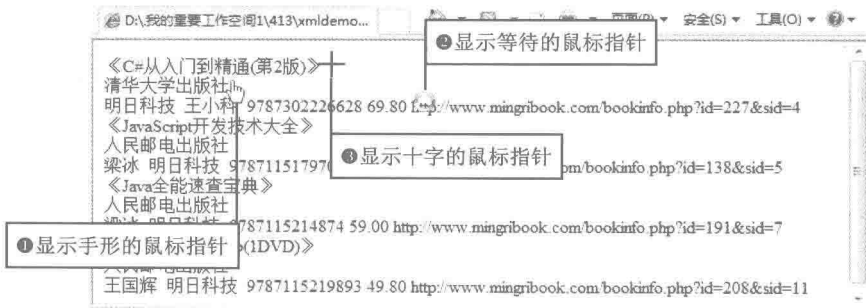 D:\我的重要工作空间1\413\xmldemo...
安全(S) 工具(O)
❷显示等待的鼠标指针
《C#从入门到精通(第2版)》
清华大学出版社
明日科技 王小科 9787302226628 69.80 http://www.mingribook.com/bookinfo.php?id=227&sid=4
《JavaScript开发技术大全》
人民邮电出版社
❸显示十字的鼠标指针
梁冰 明日科技 om/bookinfo.php?id=138&sid=5
《Java全能速查宝典》
人民邮电出版社
9787115214874 59.00 http://www.mingribook.com/bookinfo.php?id=191&sid=7
❶显示手形的鼠标指针
(1DVD)》
人民邮电出版社
王国辉 明日科技 9787115219893 49.80 http://www.mingribook.com/bookinfo.php?id=208&sid=11